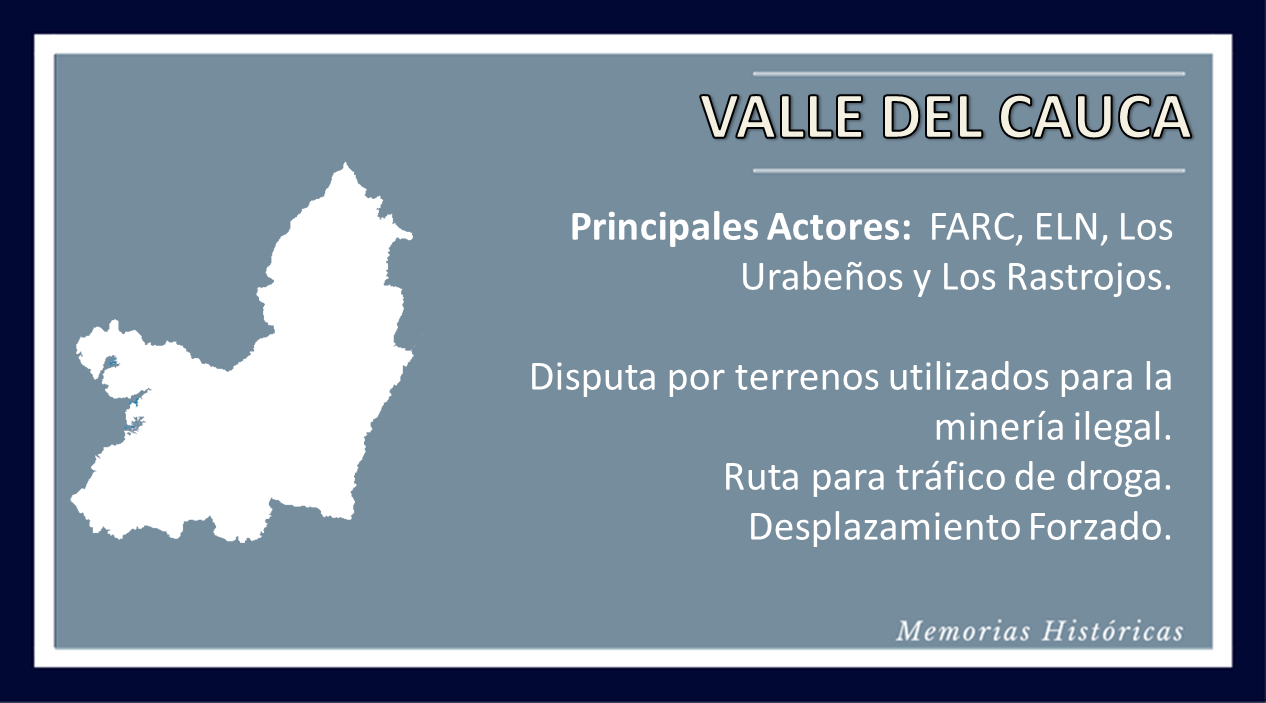 VALLE DEL CAUCA
Principales Actores: FARC, ELN, Los
Urabeños y Los Rastrojos.
Disputa por terrenos utilizados para la
minería ilegal.
Ruta para tráfico de droga.
Desplazamiento Forzado.
Memorias Históricas